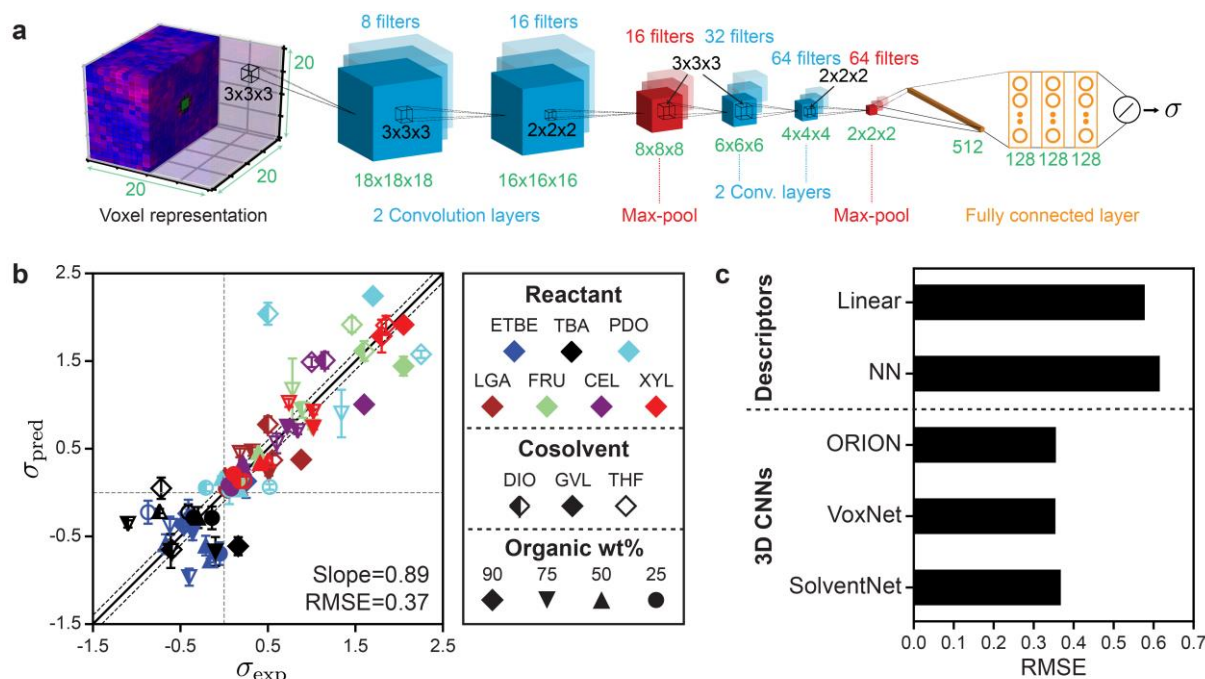 a
8 filters
16 filters
16 filters
32 filters
64 filters
64 filters
20
20
20
3x3x3
3x3x3
2x2x2
3x3x3
2x2x2
18x18x18
16x16x16
8x8x8
6x6x6
4x4x4
2x2x2
512
128 128 128
σ
Voxel representation
2 Convolution layers
Max-pool
2 Conv. layers
Max-pool
Fully connected layer
b
2.5
1.5
0.5
-0.5
-1.5
σpred
-1.5 -0.5 0.5 1.5 2.5
σexp
Slope=0.89
RMSE=0.37
Reactant
ETBE TBA PDO
LGA FRU CEL XYL
Cosolvent
DIO GVL THF
Organic wt%
90 75 50 25
c
Descriptors
Linear
NN
3D CNNs
ORION
VoxNet
SolventNet
0.0 0.1 0.2 0.3 0.4 0.5 0.6 0.7
RMSE